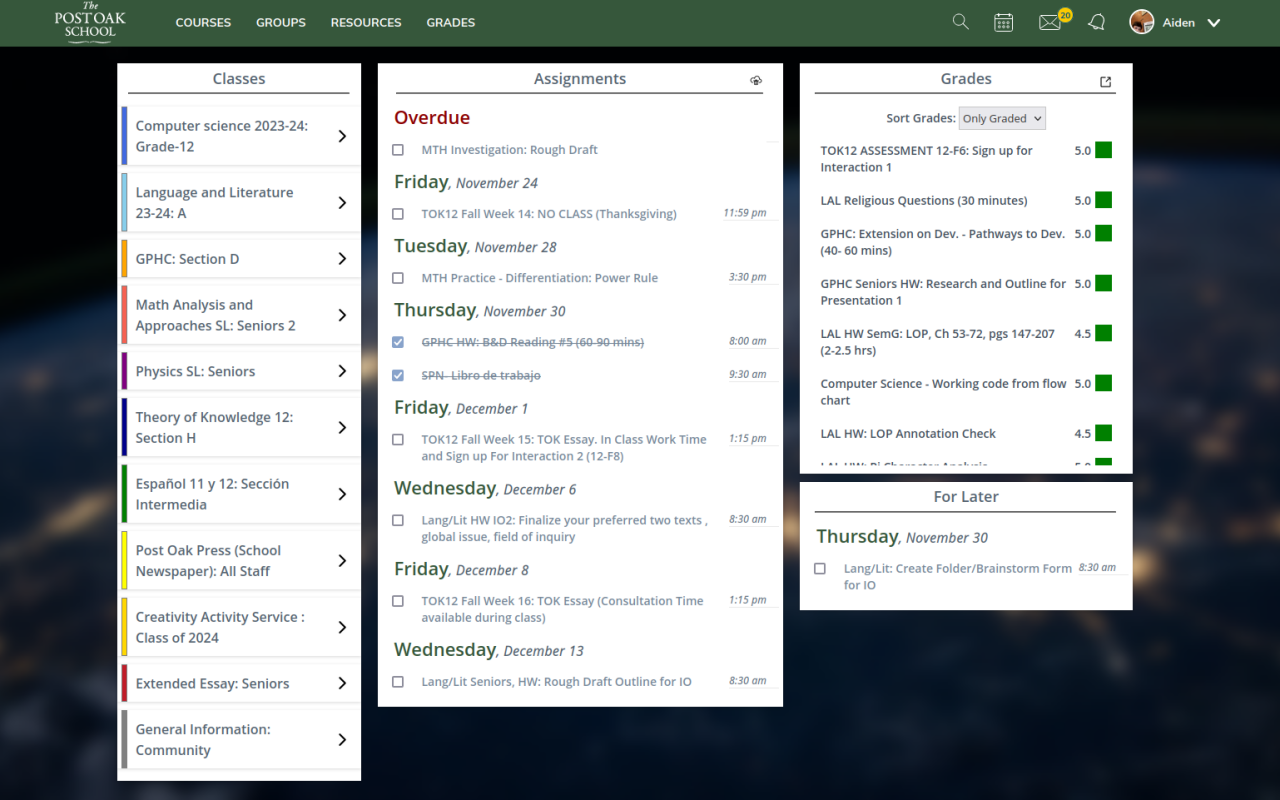 The
POST OAK
SCHOOL
COURSES
GROUPS
RESOURCES
GRADES
20
Aiden
Classes
Computer science 2023-24:
Grade-12
Language and Literature
23-24: A
GPHC: Section D
Math Analysis and
Approaches SL: Seniors 2
Physics SL: Seniors
Theory of Knowledge 12:
Section H
Español 11 y 12: Sección
Intermedia
Post Oak Press (School
Newspaper): All Staff
Creativity Activity Service :
Class of 2024
Extended Essay: Seniors
General Information:
Community
Assignments
Overdue
MTH Investigation: Rough Draft
Friday, November 24
TOK12 Fall Week 14: NO CLASS (Thanksgiving) 11:59 pm
Tuesday, November 28
MTH Practice - Differentiation: Power Rule 3:30 pm
Thursday, November 30
GPHC HW: B&D Reading #5 (60-90 mins) 8:00 am
SPN- Libro de trabajo 9:30 am
Friday, December 1
TOK12 Fall Week 15: TOK Essay. In Class Work Time 1:15 pm
and Sign up For Interaction 2 (12-F8)
Wednesday, December 6
Lang/Lit HW IO2: Finalize your preferred two texts , 8:30 am
global issue, field of inquiry
Friday, December 8
TOK12 Fall Week 16: TOK Essay (Consultation Time 1:15 pm
available during class)
Wednesday, December 13
Lang/Lit Seniors, HW: Rough Draft Outline for IO 8:30 am
Grades
Sort Grades: Only Graded
TOK12 ASSESSMENT 12-F6: Sign up for 5.0
Interaction 1
LAL Religious Questions (30 minutes) 5.0
GPHC: Extension on Dev. - Pathways to Dev. 5.0
(40- 60 mins)
GPHC Seniors HW: Research and Outline for 5.0
Presentation 1
LAL HW SemG: LOP, Ch 53-72, pgs 147-207 4.5
(2-2.5 hrs)
Computer Science - Working code from flow 5.0
chart
LAL HW: LOP Annotation Check 4.5
LAL HW: Pi Character Analysis 5.0
For Later
Thursday, November 30
Lang/Lit: Create Folder/Brainstorm Form 8:30 am
for IO